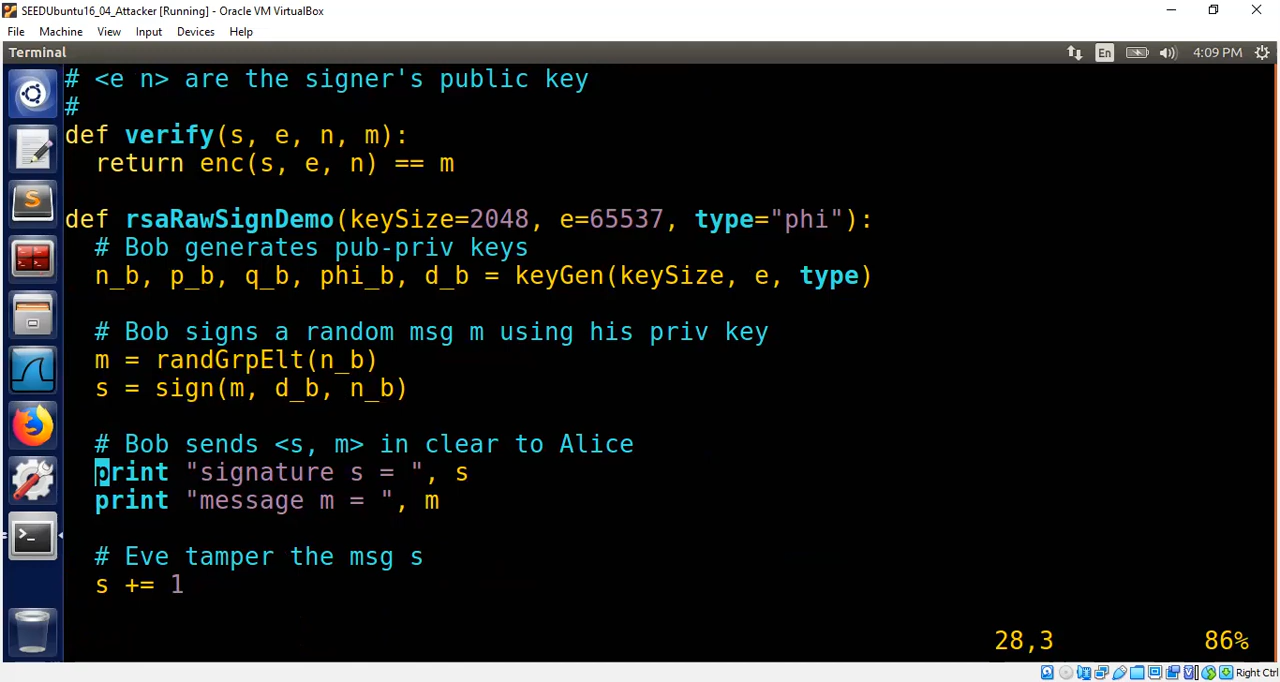 SEEDUbuntu16_04_Attacker [Running] - Oracle VM VirtualBox
File Machine View Input Devices Help
Terminal En 4:09 PM
# <e n> are the signer's public key
#
def verify(s, e, n, m):
  return enc(s, e, n) == m
def rsaRawSignDemo(keySize=2048, e=65537, type="phi"):
  # Bob generates pub-priv keys
  n_b, p_b, q_b, phi_b, d_b = keyGen(keySize, e, type)
  # Bob signs a random msg m using his priv key
  m = randGrpElt(n_b)
  s = sign(m, d_b, n_b)
  # Bob sends <s, m> in clear to Alice
  print "signature s = ", s
  print "message m = ", m
  # Eve tamper the msg s
  s += 1
28,3 86%
Right Ctrl